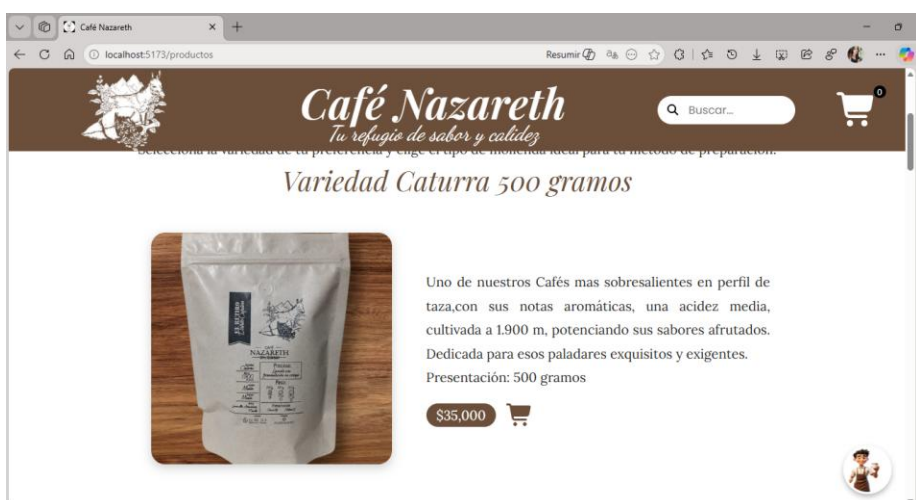 Café Nazareth
localhost:5173/productos
Resumir
Café Nazareth
Tu refugio de sabor y calidez
Buscar...
0
Selecciona la variedad de tu preferencia y elige el tipo de molienda ideal para tu método de preparación.
Variedad Caturra 500 gramos
Uno de nuestros Cafés mas sobresalientes en perfil de
taza,con sus notas aromáticas, una acidez media,
cultivada a 1.900 m, potenciando sus sabores afrutados.
Dedicada para esos paladares exquisitos y exigentes.
Presentación: 500 gramos
$35,000
CAFÉ
NAZARETH